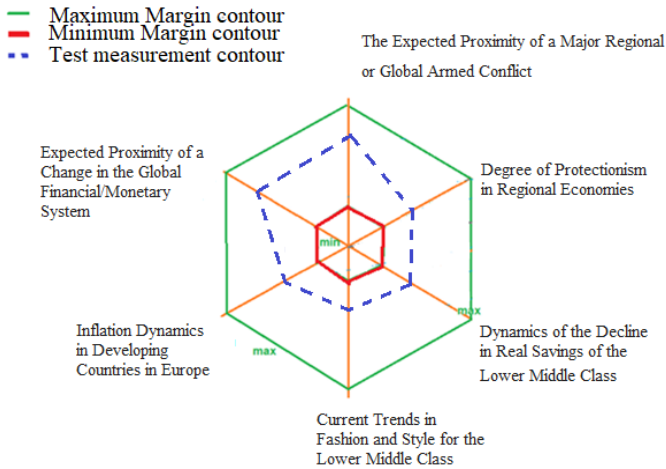 Maximum Margin contour
Minimum Margin contour
Test measurement contour
The Expected Proximity of a Major Regional
or Global Armed Conflict
Expected Proximity of a
Change in the Global
Financial/Monetary
System
Degree of Protectionism
in Regional Economies
min
max
Inflation Dynamics
in Developing
Countries in Europe
max
Dynamics of the Decline
in Real Savings of the
Lower Middle Class
Current Trends in
Fashion and Style for the
Lower Middle Class